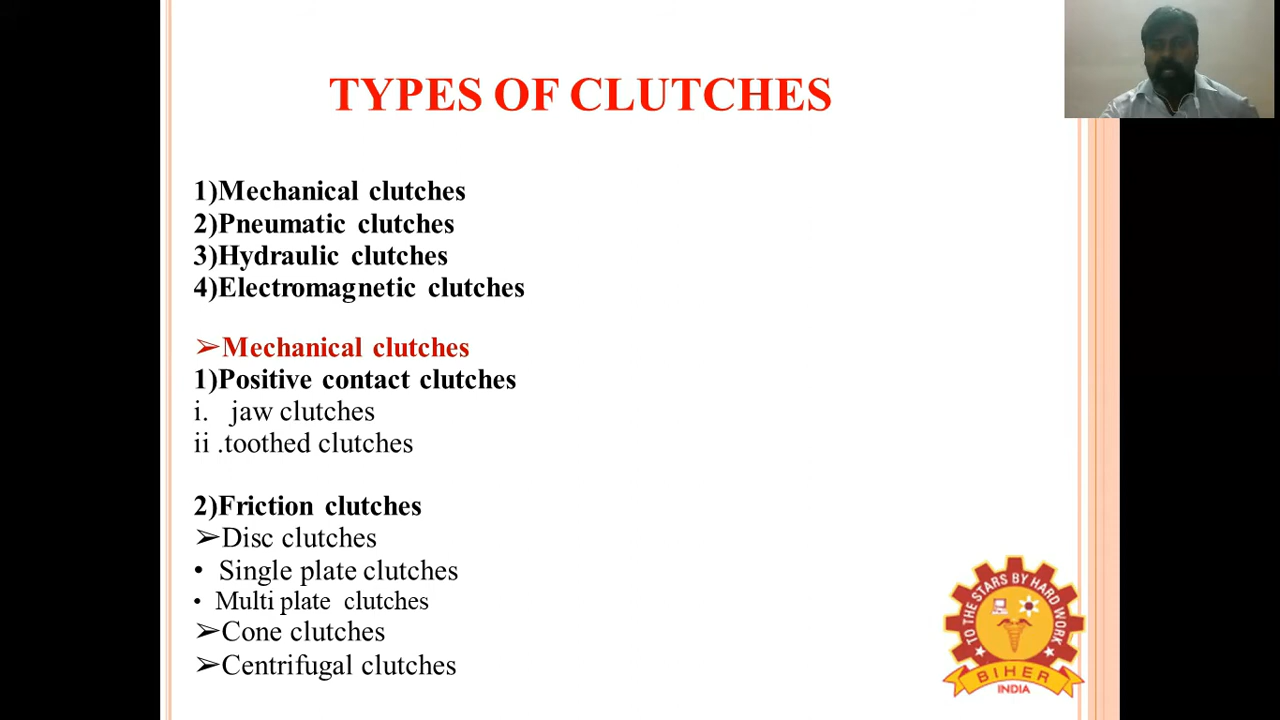 TYPES OF CLUTCHES
1)Mechanical clutches
2)Pneumatic clutches
3)Hydraulic clutches
4)Electromagnetic clutches
➢Mechanical clutches
1)Positive contact clutches
i. jaw clutches
ii .toothed clutches
2)Friction clutches
➢Disc clutches
• Single plate clutches
• Multi plate clutches
➢Cone clutches
➢Centrifugal clutches
TO THE STARS BY HARD WORK
BIHER
INDIA